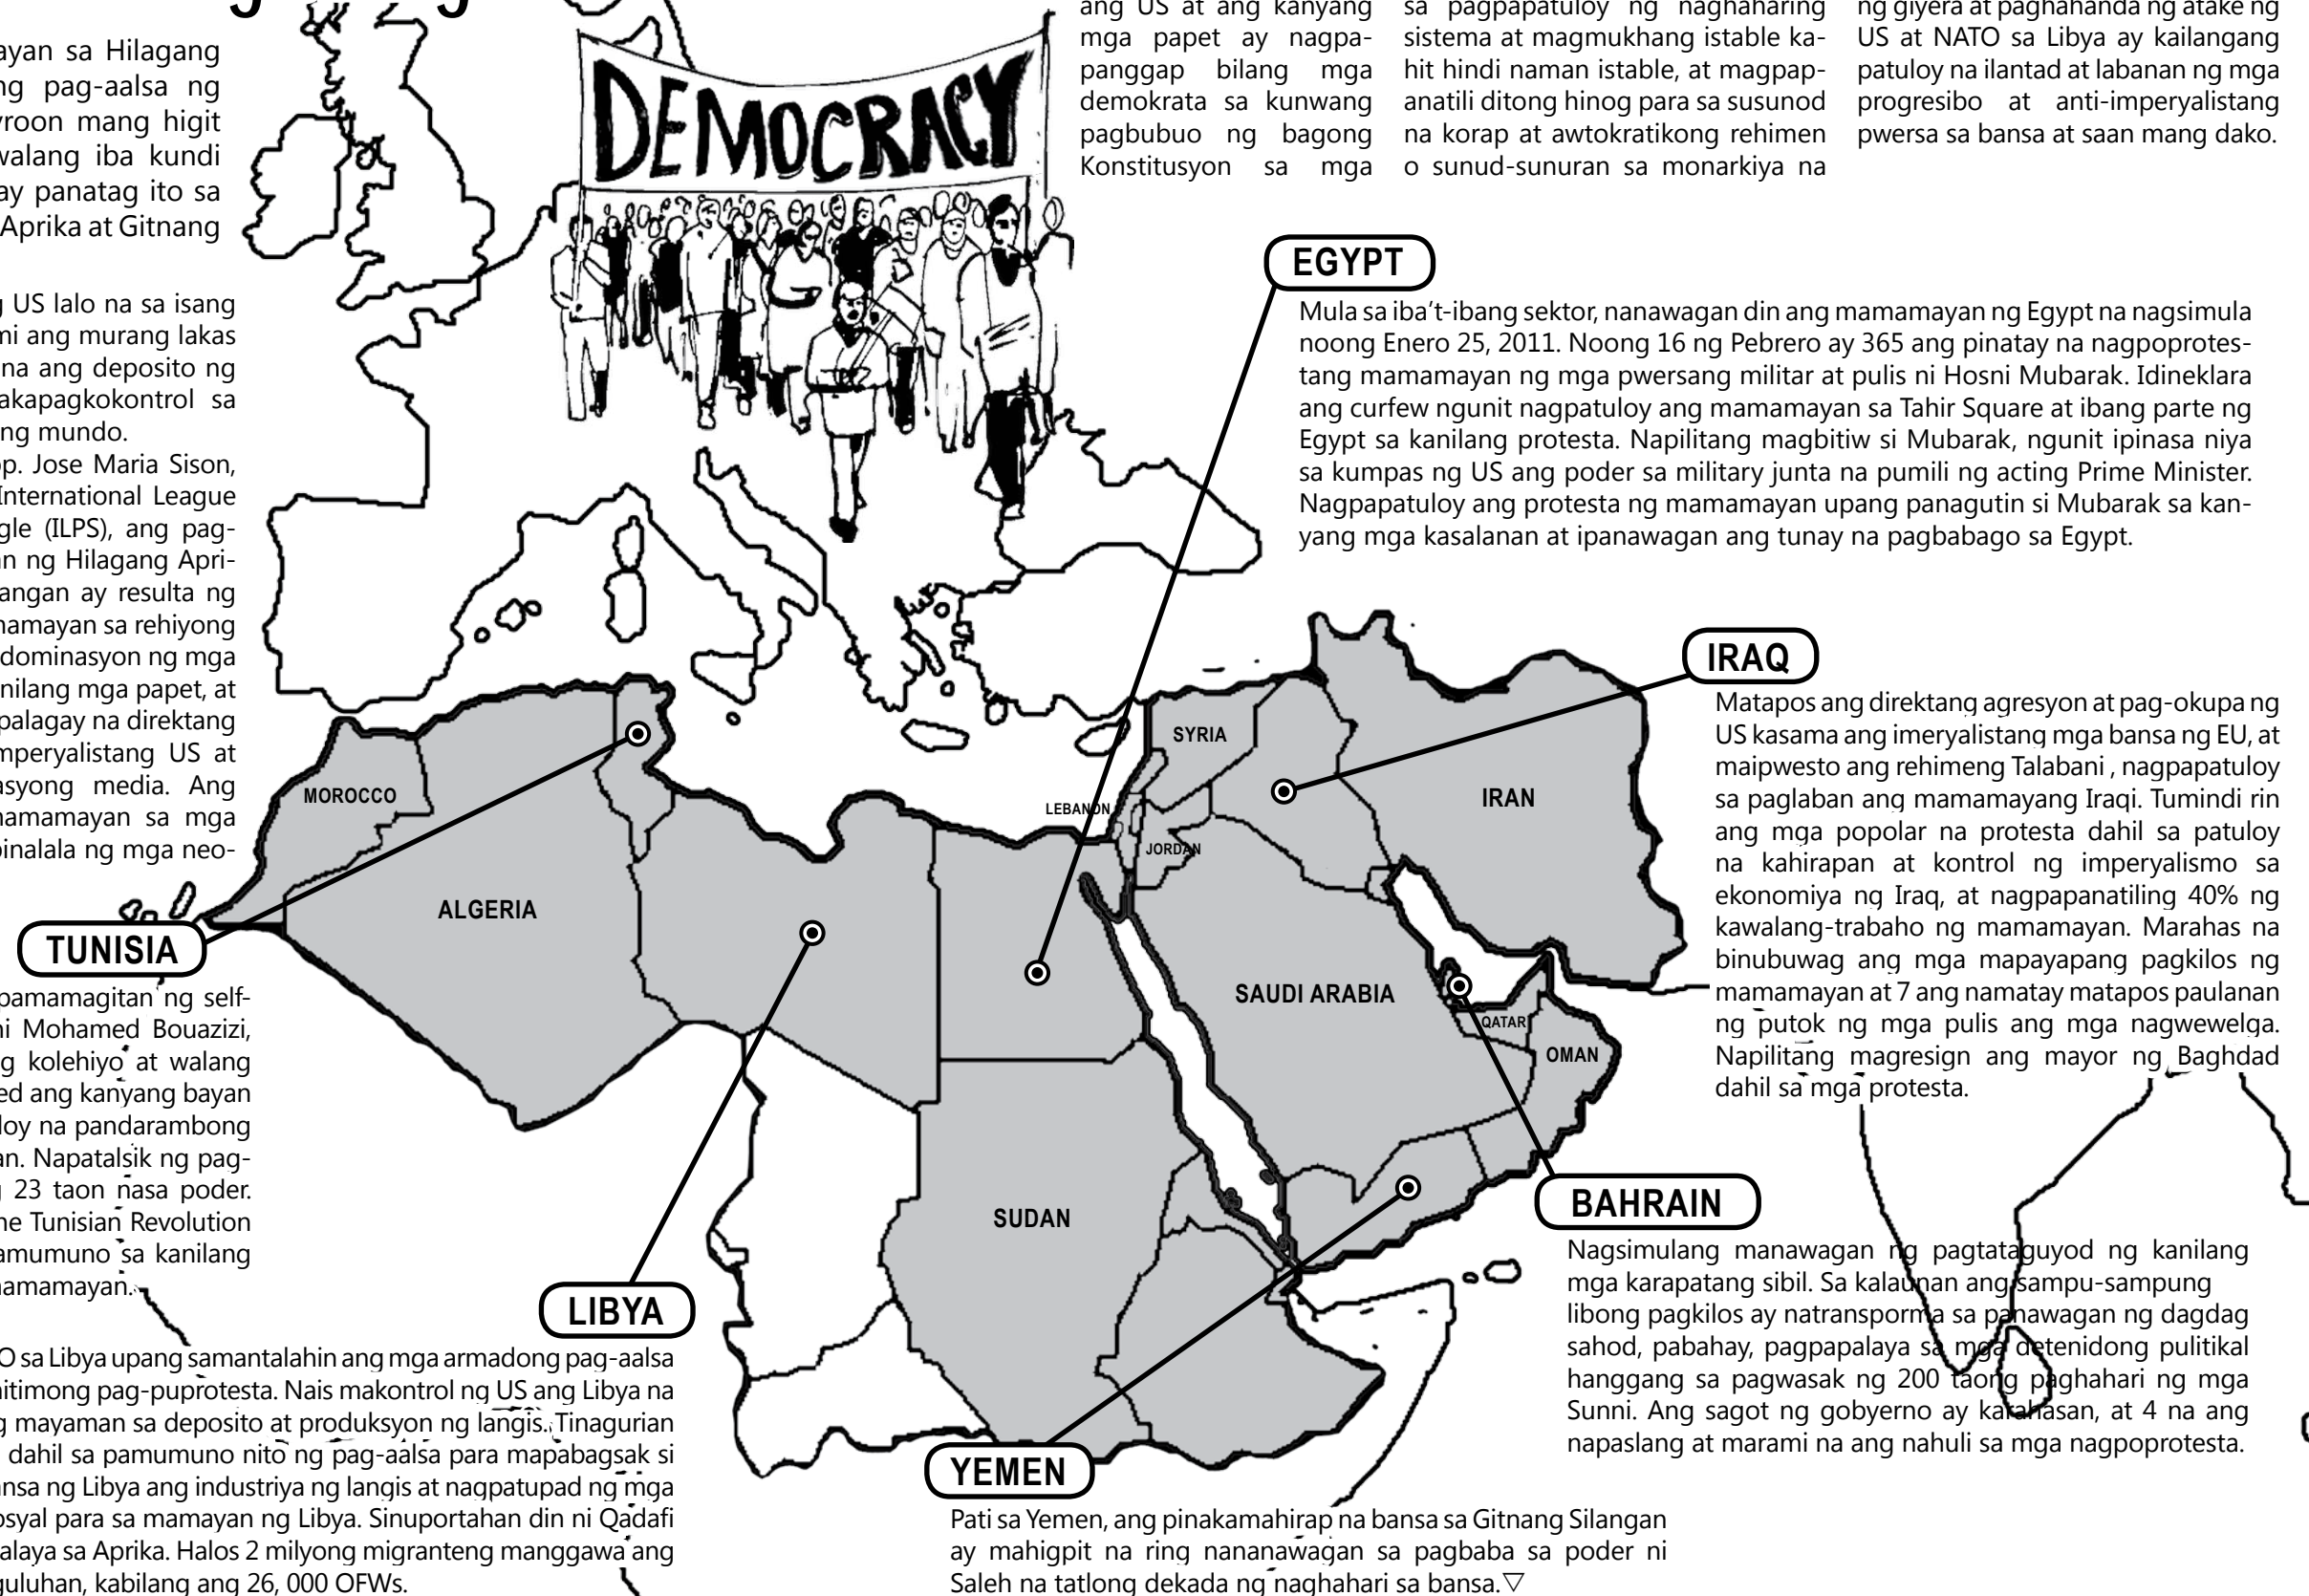 ayan sa Hilagang
ng pag-aalsa ng
yroon mang higit
walang iba kundi
ay panatag ito sa
Aprika at Gitnang
g US lalo na sa isang
mi ang murang lakas
na ang deposito ng
akapagkokontrol sa
ng mundo.
op. Jose Maria Sison,
International League
gle (ILPS), ang pag-
an ng Hilagang Apri-
angan ay resulta ng
mamayan sa rehiyong
dominasyon ng mga
nilang mga papet, at
palagay na direktang
mperyalistang US at
asyong media. Ang
mamayan sa mga
pinalala ng mga neo-
DEMOCRACY
ang US at ang kanyang
mga papet ay nagpa-
panggap bilang mga
demokrata sa kunwang
pagbubuo ng bagong
Konstitusyon sa mga
sa pagpapatuloy ng naghaharing
sistema at magmukhang istable ka-
hit hindi naman istable, at magpap-
anatili ditong hinog para sa susunod
na korap at awtokratikong rehimen
o sunud-sunuran sa monarkiya na
ng giyera at paghahanda ng atake ng
US at NATO sa Libya ay kailangang
patuloy na ilantad at labanan ng mga
progresibo at anti-imperyalistang
pwersa sa bansa at saan mang dako.
EGYPT
Mula sa iba't-ibang sektor, nanawagan din ang mamamayan ng Egypt na nagsimula
noong Enero 25, 2011. Noong 16 ng Pebrero ay 365 ang pinatay na nagpoprotes-
tang mamamayan ng mga pwersang militar at pulis ni Hosni Mubarak. Idineklara
ang curfew ngunit nagpatuloy ang mamamayan sa Tahir Square at ibang parte ng
Egypt sa kanilang protesta. Napilitang magbitiw si Mubarak, ngunit ipinasa niya
sa kumpas ng US ang poder sa military junta na pumili ng acting Prime Minister.
Nagpapatuloy ang protesta ng mamamayan upang panagutin si Mubarak sa kan-
yang mga kasalanan at ipanawagan ang tunay na pagbabago sa Egypt.
IRAQ
Matapos ang direktang agresyon at pag-okupa ng
US kasama ang imeryalistang mga bansa ng EU, at
maipwesto ang rehimeng Talabani , nagpapatuloy
sa paglaban ang mamamayang Iraqi. Tumindi rin
ang mga popolar na protesta dahil sa patuloy
na kahirapan at kontrol ng imperyalismo sa
ekonomiya ng Iraq, at nagpapanatiling 40% ng
kawalang-trabaho ng mamamayan. Marahas na
binubuwag ang mga mapayapang pagkilos ng
mamamayan at 7 ang namatay matapos paulanan
ng putok ng mga pulis ang mga nagwewelga.
Napilitang magresign ang mayor ng Baghdad
dahil sa mga protesta.
SYRIA
MOROCCO
LEBANON
IRAN
JORDAN
ALGERIA
SAUDI ARABIA
QATAR
OMAN
SUDAN
TUNISIA
pamamagitan ng self-
ni Mohamed Bouazizi,
g kolehiyo at walang
ed ang kanyang bayan
loy na pandarambong
an. Napatalsik ng pag-
g 23 taon nasa poder.
he Tunisian Revolution
amumuno sa kanilang
mamamayan.
LIBYA
O sa Libya upang samantalahin ang mga armadong pag-aalsa
hitimong pag-puprotesta. Nais makontrol ng US ang Libya na
g mayaman sa deposito at produksyon ng langis. Tinagurian
dahil sa pamumuno nito ng pag-aalsa para mapabagsak si
ansa ng Libya ang industriya ng langis at nagpatupad ng mga
osyal para sa mamayan ng Libya. Sinuportahan din ni Qadafi
alaya sa Aprika. Halos 2 milyong migranteng manggawa ang
guluhan, kabilang ang 26, 000 OFWs.
BAHRAIN
Nagsimulang manawagan ng pagtataguyod ng kanilang
mga karapatang sibil. Sa kalaunan ang sampu-sampung
libong pagkilos ay natransporma sa panawagan ng dagdag
sahod, pabahay, pagpapalaya sa mga detenidong pulitikal
hanggang sa pagwasak ng 200 taong paghahari ng mga
Sunni. Ang sagot ng gobyerno ay karahasan, at 4 na ang
napaslang at marami na ang nahuli sa mga nagpoprotesta.
YEMEN
Pati sa Yemen, ang pinakamahirap na bansa sa Gitnang Silangan
ay mahigpit na ring nananawagan sa pagbaba sa poder ni
Saleh na tatlong dekada ng naghahari sa bansa.▽